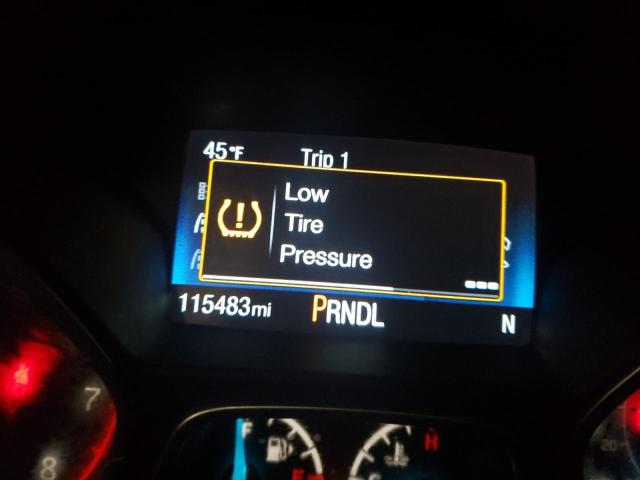 45°F
Trip 1
Low
Tire
Pressure
115483mi
PRNDL
N
7
8
F
H
20